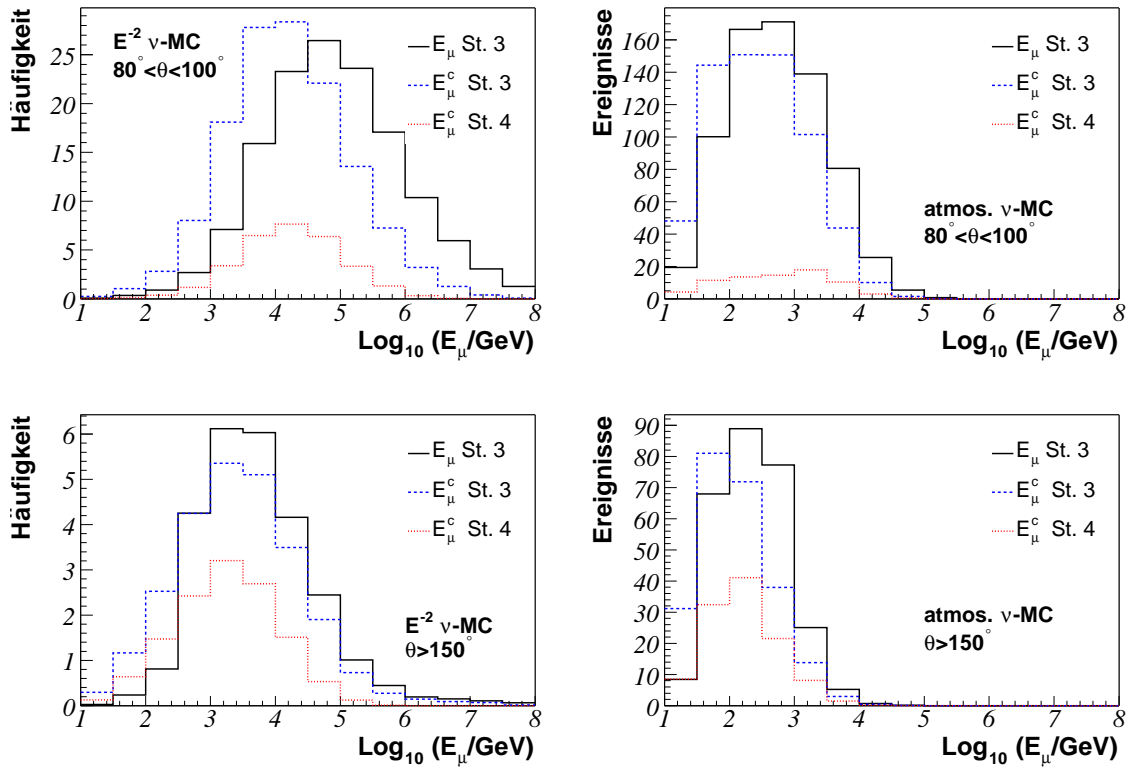 Häufigkeit
E⁻² ν-MC
80°<θ<100°
E_μ St. 3
E_μ^c St. 3
E_μ^c St. 4
25
20
15
10
5
0
1 2 3 4 5 6 7 8
Log₁₀ (E_μ/GeV)
Ereignisse
E_μ St. 3
E_μ^c St. 3
E_μ^c St. 4
atmos. ν-MC
80°<θ<100°
160
140
120
100
80
60
40
20
0
1 2 3 4 5 6 7 8
Log₁₀ (E_μ/GeV)
Häufigkeit
E_μ St. 3
E_μ^c St. 3
E_μ^c St. 4
E⁻² ν-MC
θ>150°
6
5
4
3
2
1
0
1 2 3 4 5 6 7 8
Log₁₀ (E_μ/GeV)
Ereignisse
E_μ St. 3
E_μ^c St. 3
E_μ^c St. 4
atmos. ν-MC
θ>150°
90
80
70
60
50
40
30
20
10
0
1 2 3 4 5 6 7 8
Log₁₀ (E_μ/GeV)